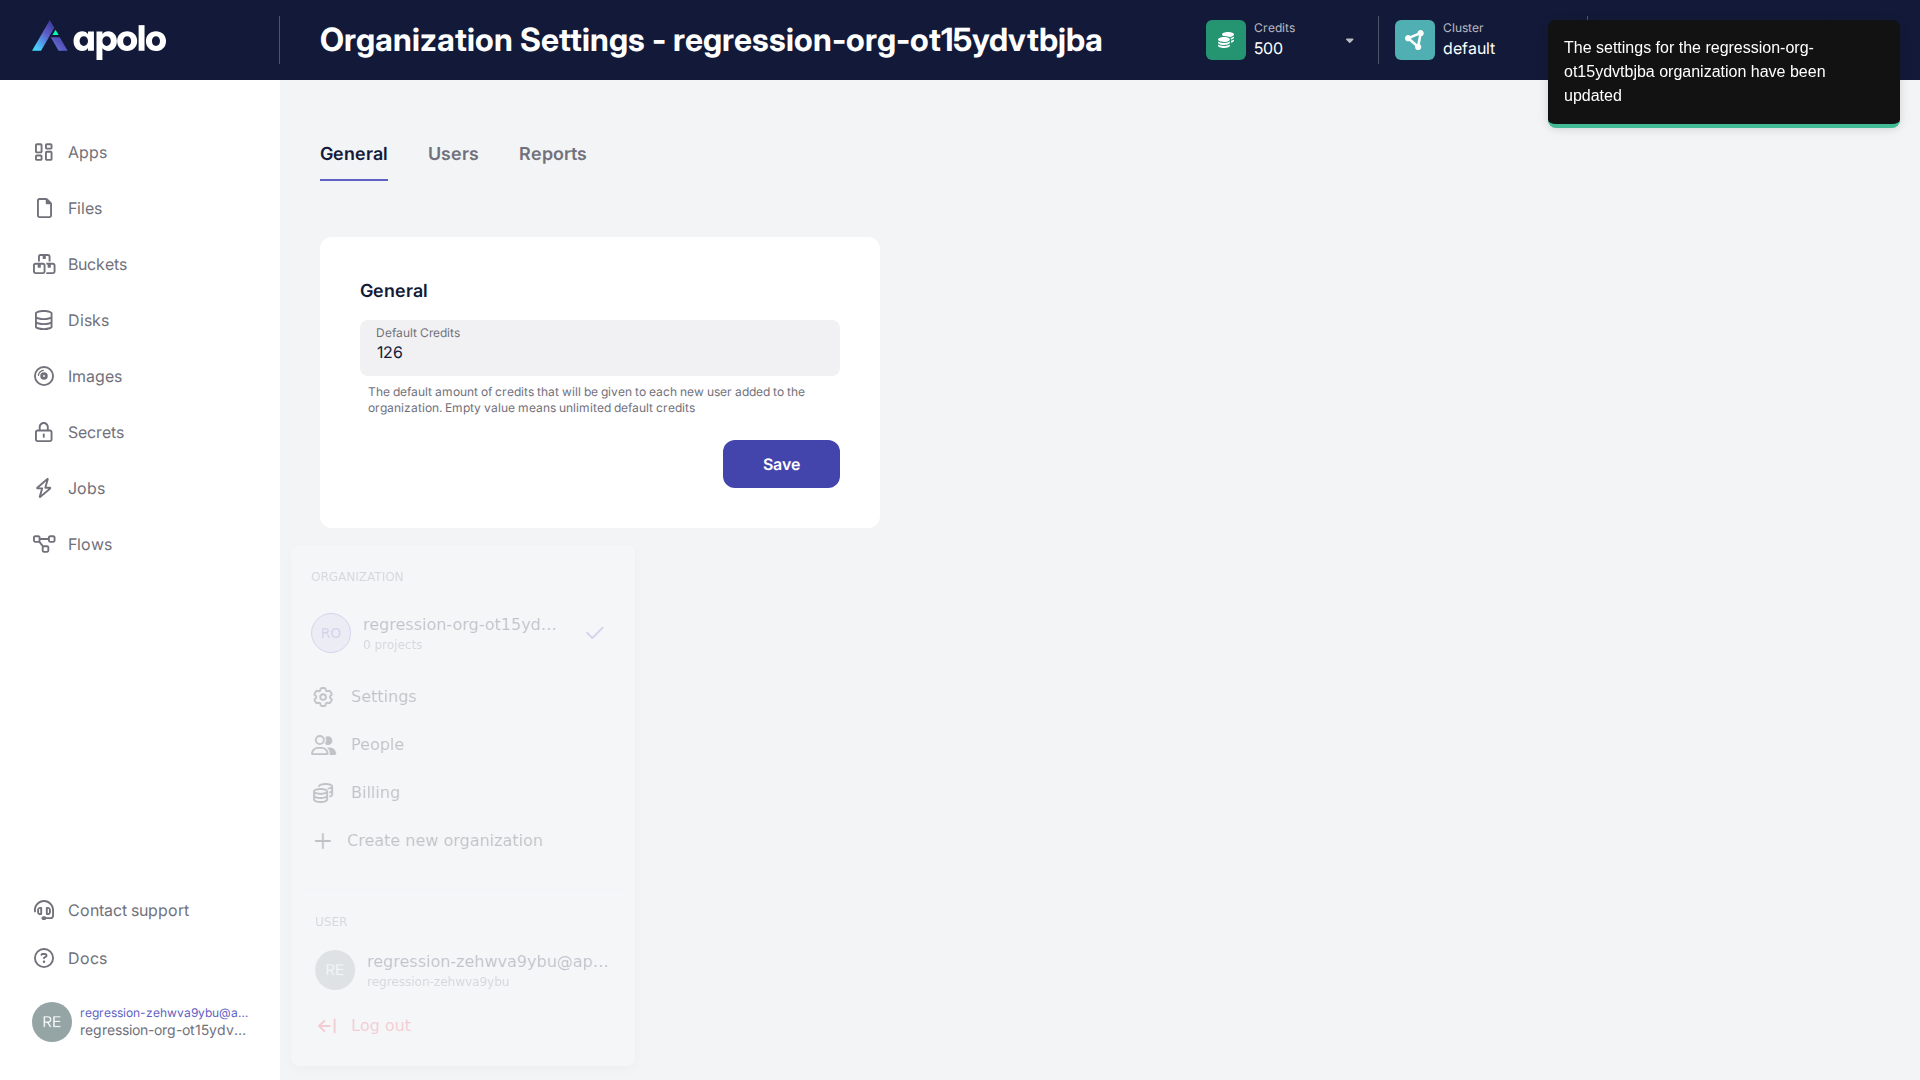 apolo
Organization Settings - regression-org-ot15ydvtbjba
Credits
500
Cluster
default
The settings for the regression-org-
ot15ydvtbjba organization have been
updated
Apps
Files
Buckets
Disks
Images
Secrets
Jobs
Flows
Contact support
Docs
RE
regression-zehwva9ybu@a...
regression-org-ot15ydv...
General
Users
Reports
General
Default Credits
126
The default amount of credits that will be given to each new user added to the
organization. Empty value means unlimited default credits
Save
ORGANIZATION
RO
regression-org-ot15yd...
0 projects
Settings
People
Billing
Create new organization
USER
RE
regression-zehwva9ybu@ap...
regression-zehwva9ybu
Log out